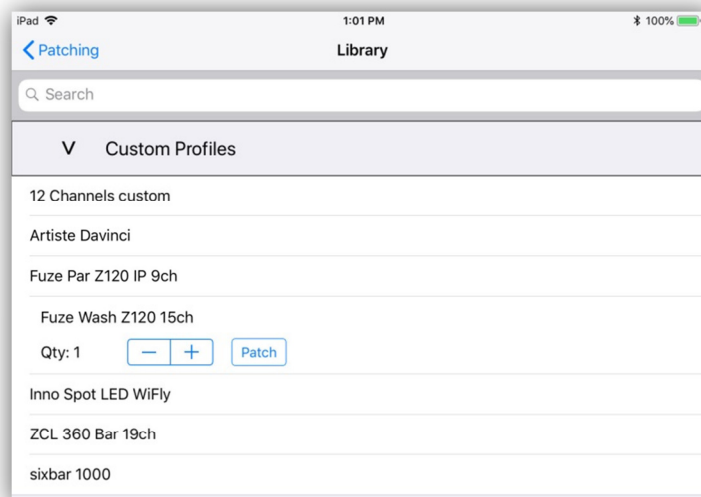 iPad 1:01 PM 100%
Patching Library
Search
V Custom Profiles
12 Channels custom
Artiste Davinci
Fuze Par Z120 IP 9ch
Fuze Wash Z120 15ch
Qty: 1 − + Patch
Inno Spot LED WiFly
ZCL 360 Bar 19ch
sixbar 1000